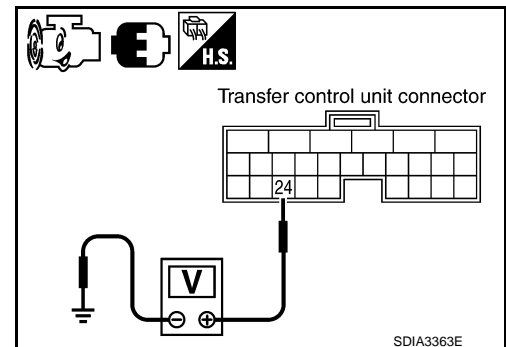 H.S.
Transfer control unit connector
24
V
SDIA3363E